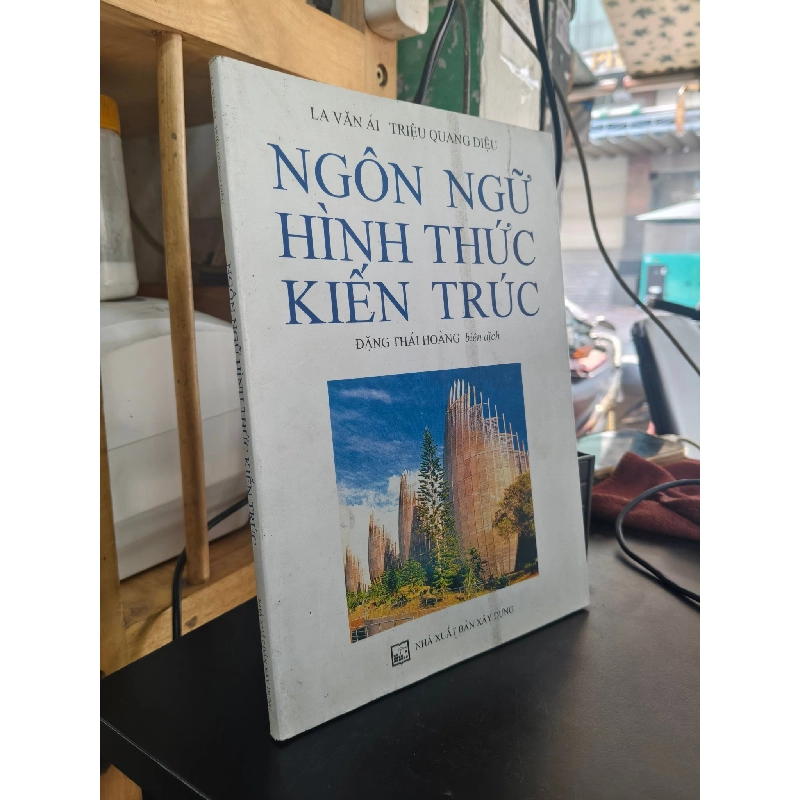 LA VĂN ÁI TRIỆU QUANG DIỆU
NGÔN NGỮ
HÌNH THỨC
KIẾN TRÚC
ĐẶNG THÁI HOÀNG biên dịch
NHÀ XUẤT BẢN XÂY DỰNG